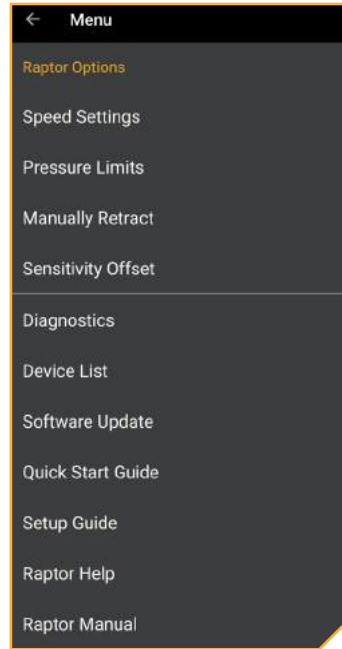 Menu
Raptor Options
Speed Settings
Pressure Limits
Manually Retract
Sensitivity Offset
Diagnostics
Device List
Software Update
Quick Start Guide
Setup Guide
Raptor Help
Raptor Manual